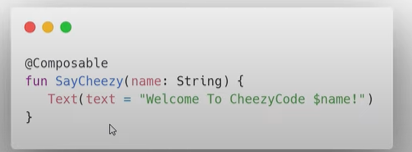 @Composable
fun SayCheezy(name: String) {
   Text(text = "Welcome To CheezyCode $name!")
}